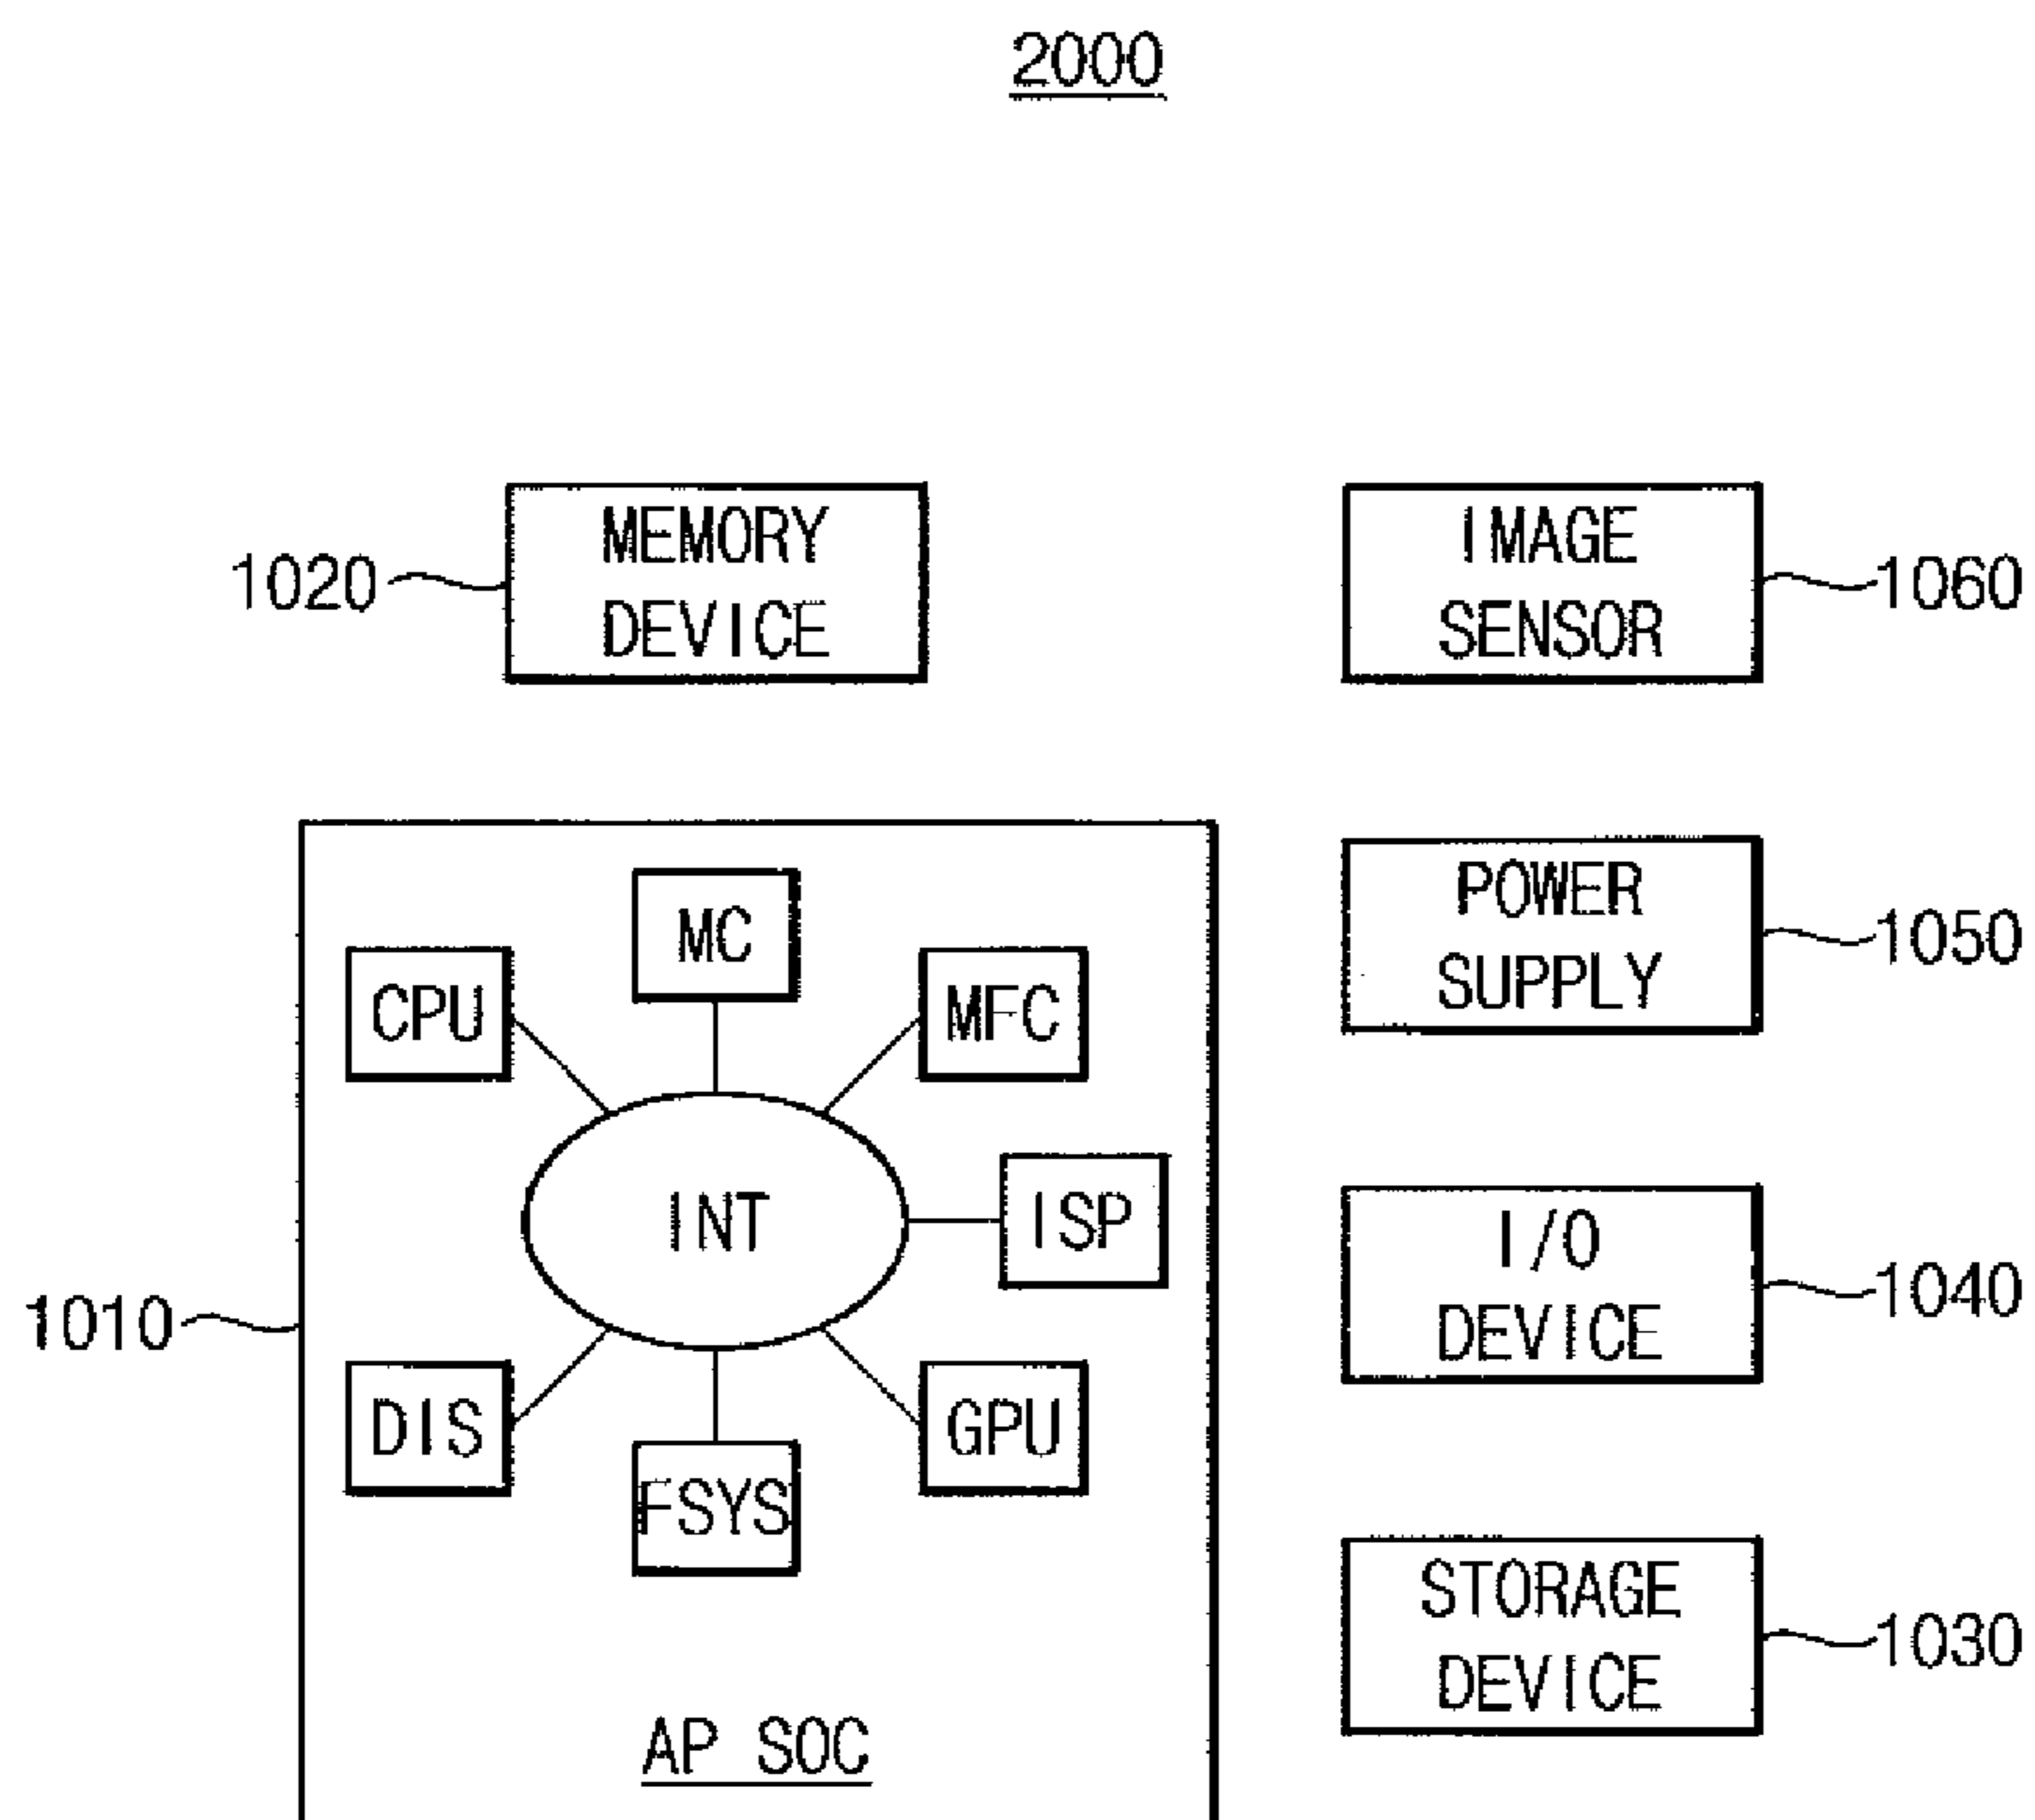 2000
MEMORY
DEVICE
1020
IMAGE
SENSOR
1060
MC
CPU
MFC
INT
ISP
DIS
GPU
FSYS
AP SOC
1010
POWER
SUPPLY
1050
I/O
DEVICE
1040
STORAGE
DEVICE
1030